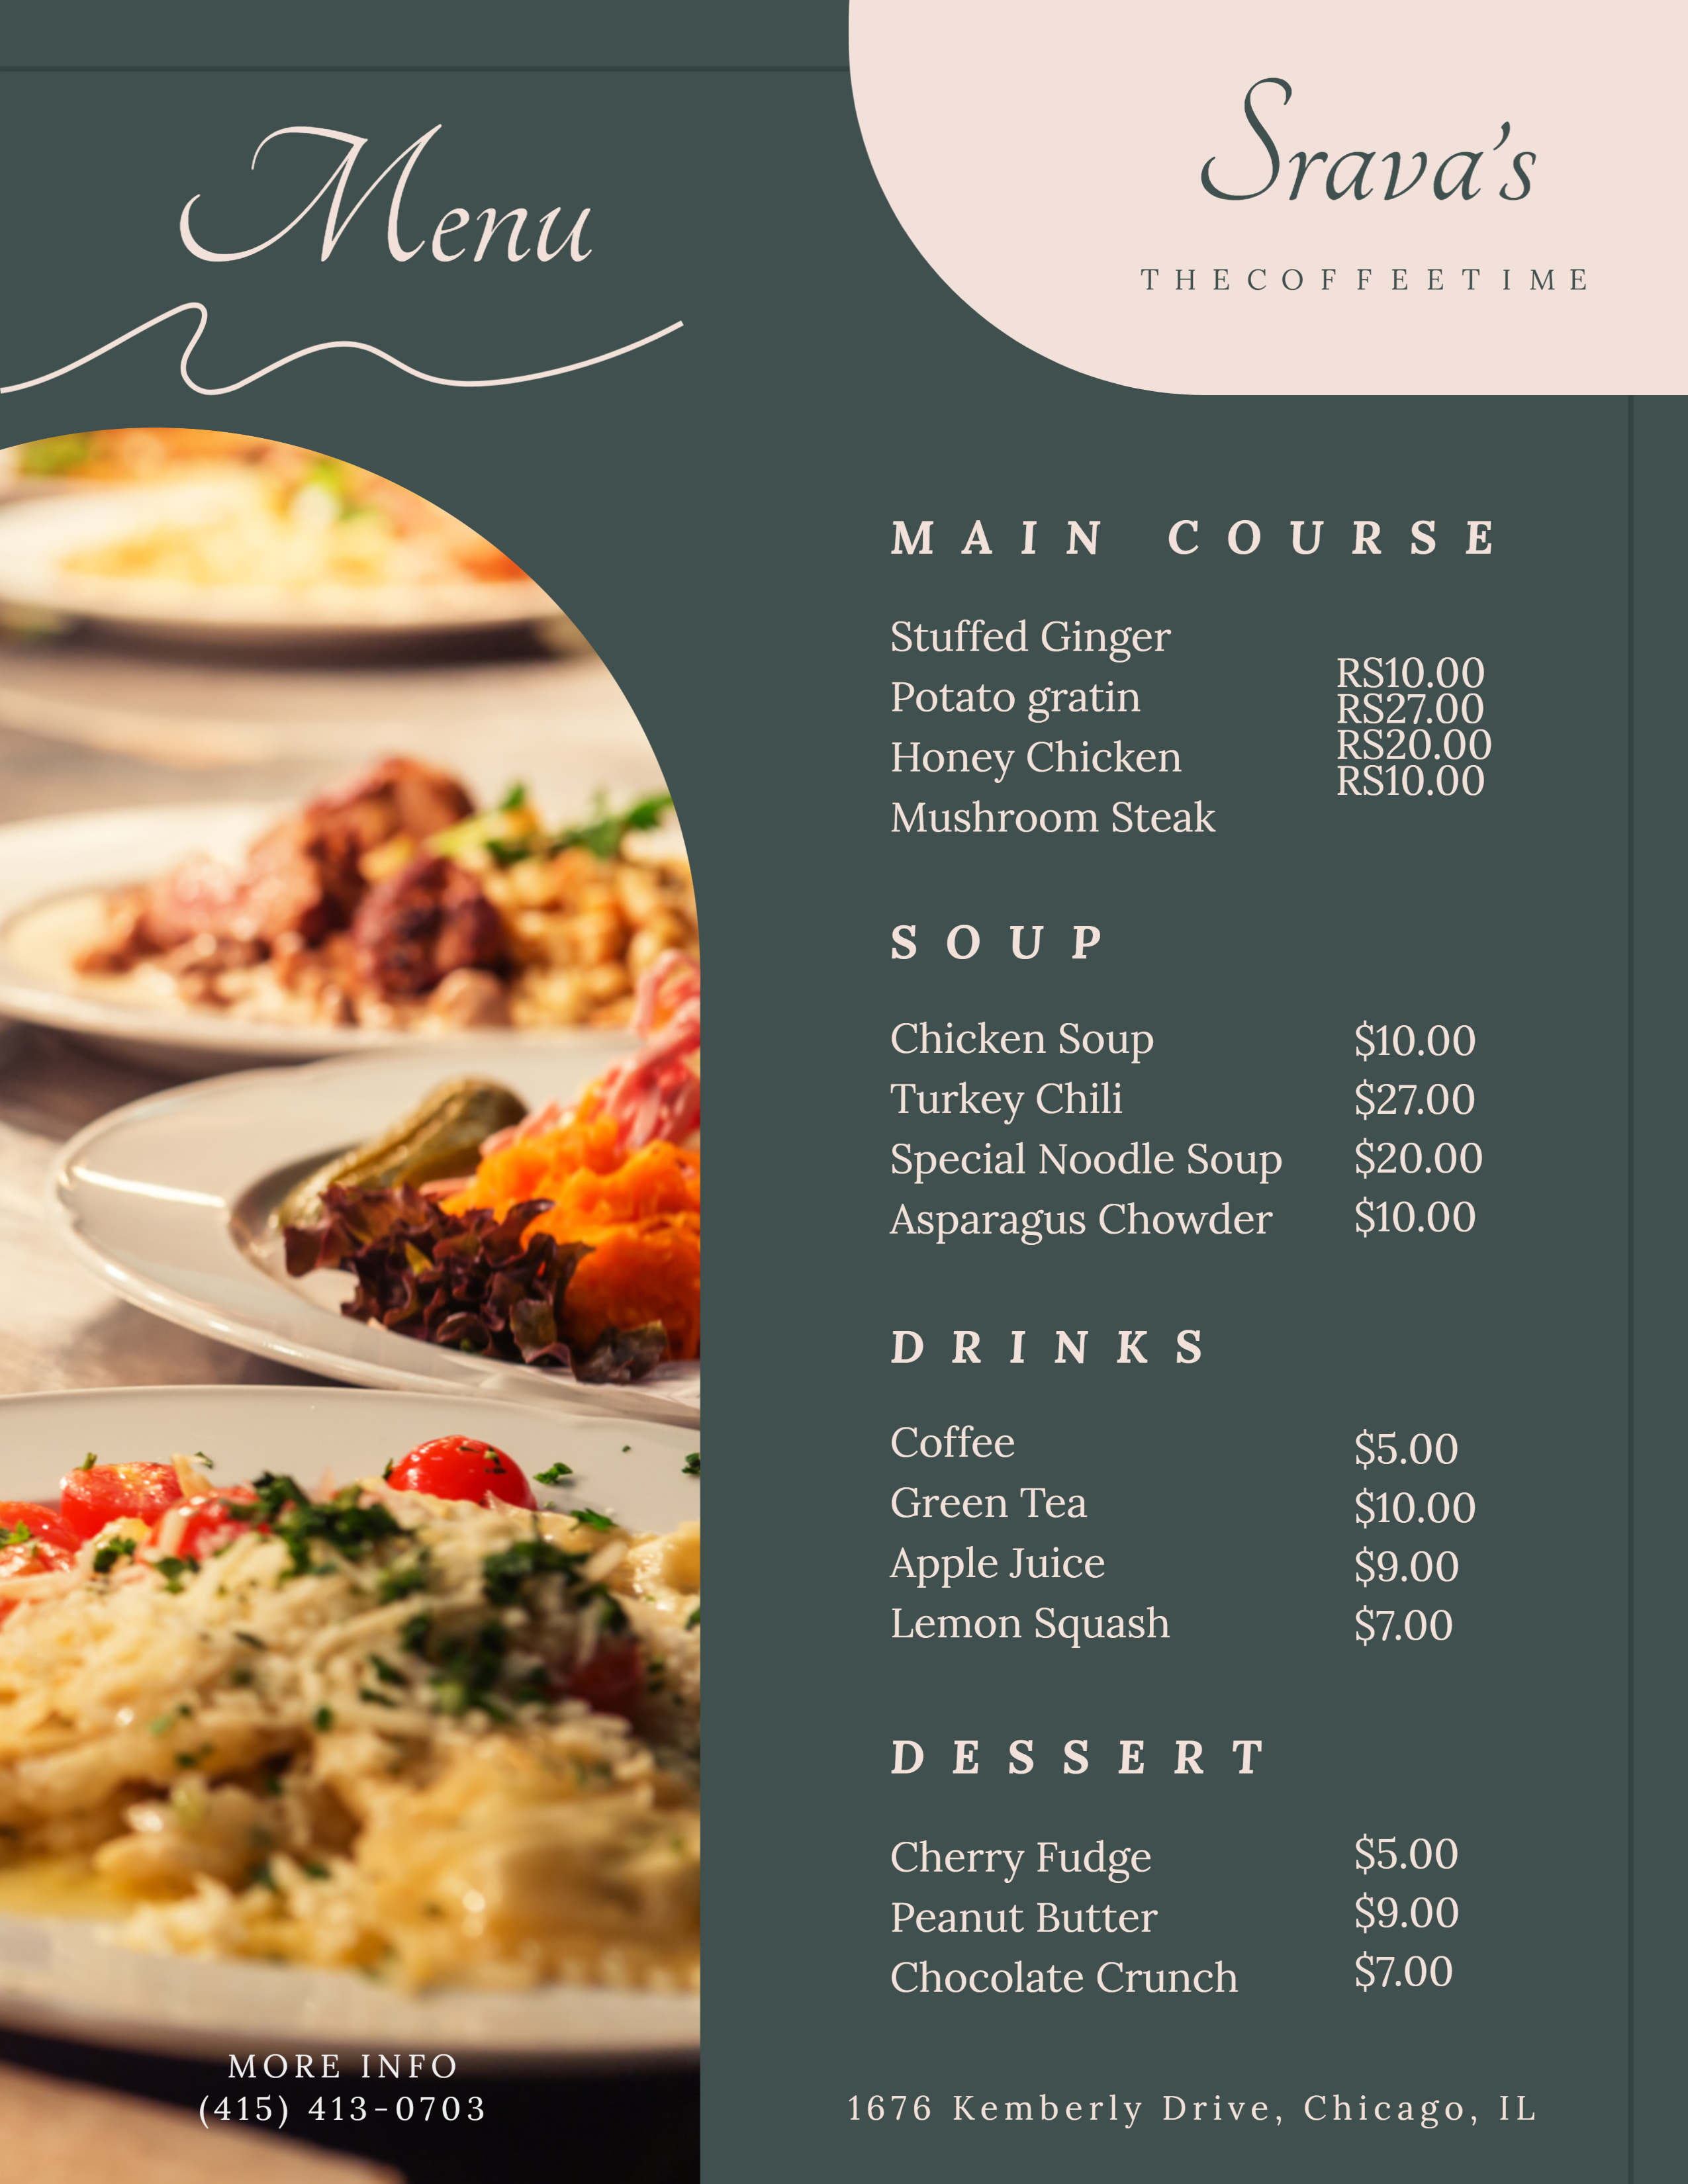 Menu
Srava's
THECOFFEETIME
MAIN COURSE
Stuffed Ginger
Potato gratin
Honey Chicken
Mushroom Steak
RS10.00
RS27.00
RS20.00
RS10.00
SOUP
Chicken Soup $10.00
Turkey Chili $27.00
Special Noodle Soup $20.00
Asparagus Chowder $10.00
DRINKS
Coffee $5.00
Green Tea $10.00
Apple Juice $9.00
Lemon Squash $7.00
DESSERT
Cherry Fudge $5.00
Peanut Butter $9.00
Chocolate Crunch $7.00
MORE INFO
(415) 413-0703
1676 Kemberly Drive, Chicago, IL